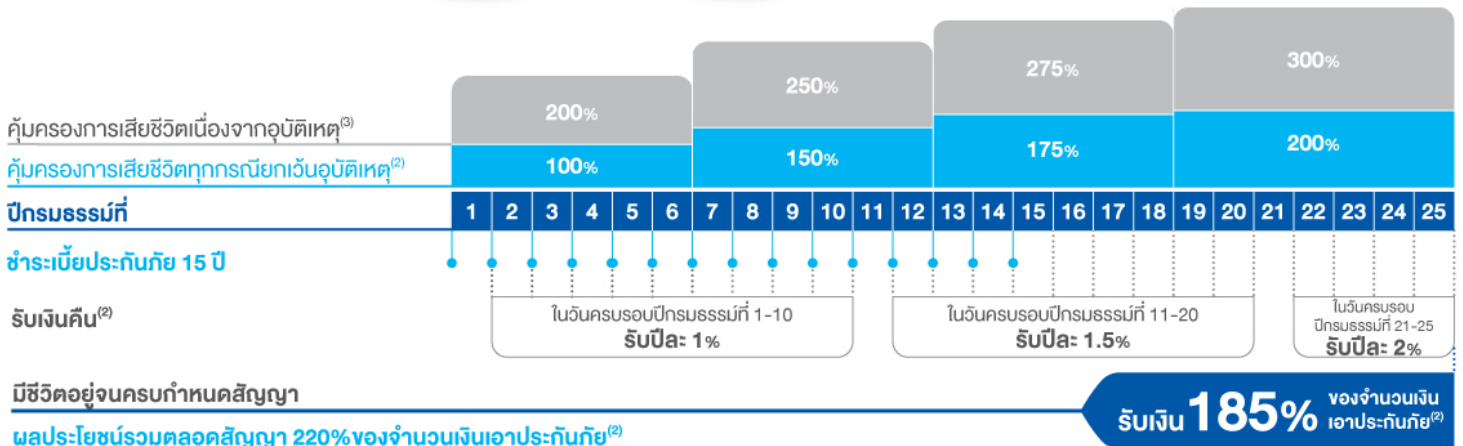 300%
275%
250%
200%
คุ้มครองการเสียชีวิตเนื่องจากอุบัติเหตุ(3)
200%
175%
150%
100%
คุ้มครองการเสียชีวิตทุกกรณียกเว้นอุบัติเหตุ(2)
ปีกรมธรรม์ที่ 1 2 3 4 5 6 7 8 9 10 11 12 13 14 15 16 17 18 19 20 21 22 23 24 25
ชำระเบี้ยประกันภัย 15 ปี
รับเงินคืน(2)
ในวันครบรอบปีกรมธรรม์ที่ 1-10
รับปีละ 1%
ในวันครบรอบปีกรมธรรม์ที่ 11-20
รับปีละ 1.5%
ในวันครบรอบ
ปีกรมธรรม์ที่ 21-25
รับปีละ 2%
มีชีวิตอยู่จนครบกำหนดสัญญา
รับเงิน 185% ของจำนวนเงิน
เอาประกันภัย(2)
ผลประโยชน์รวมตลอดสัญญา 220%ของจำนวนเงินเอาประกันภัย(2)